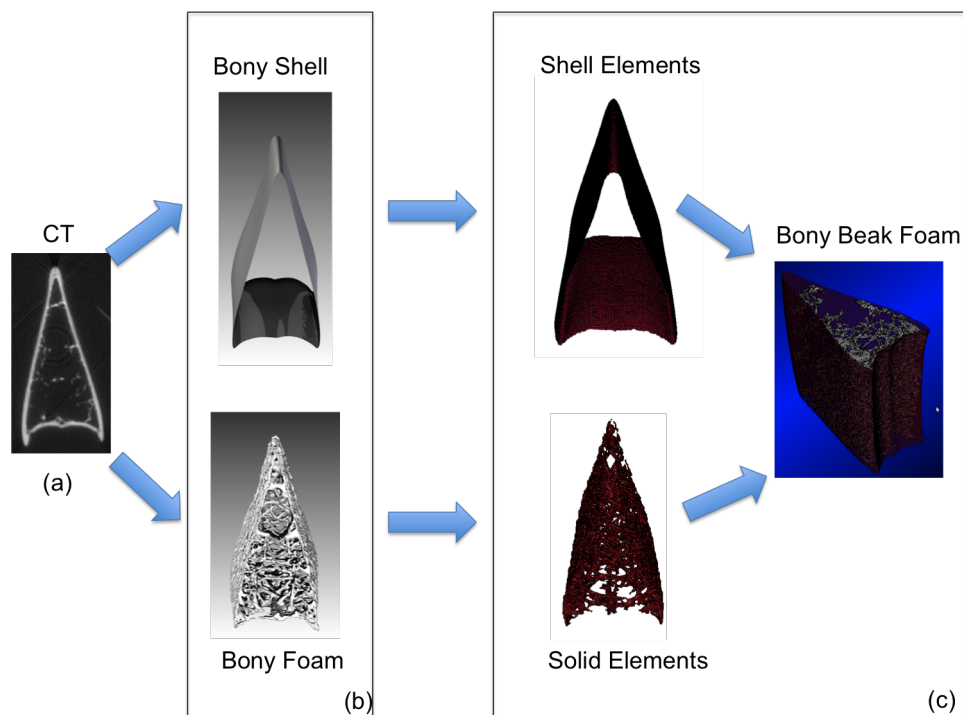 Bony Shell
Shell Elements
CT
Bony Beak Foam
(a)
Bony Foam
Solid Elements
(b)
(c)